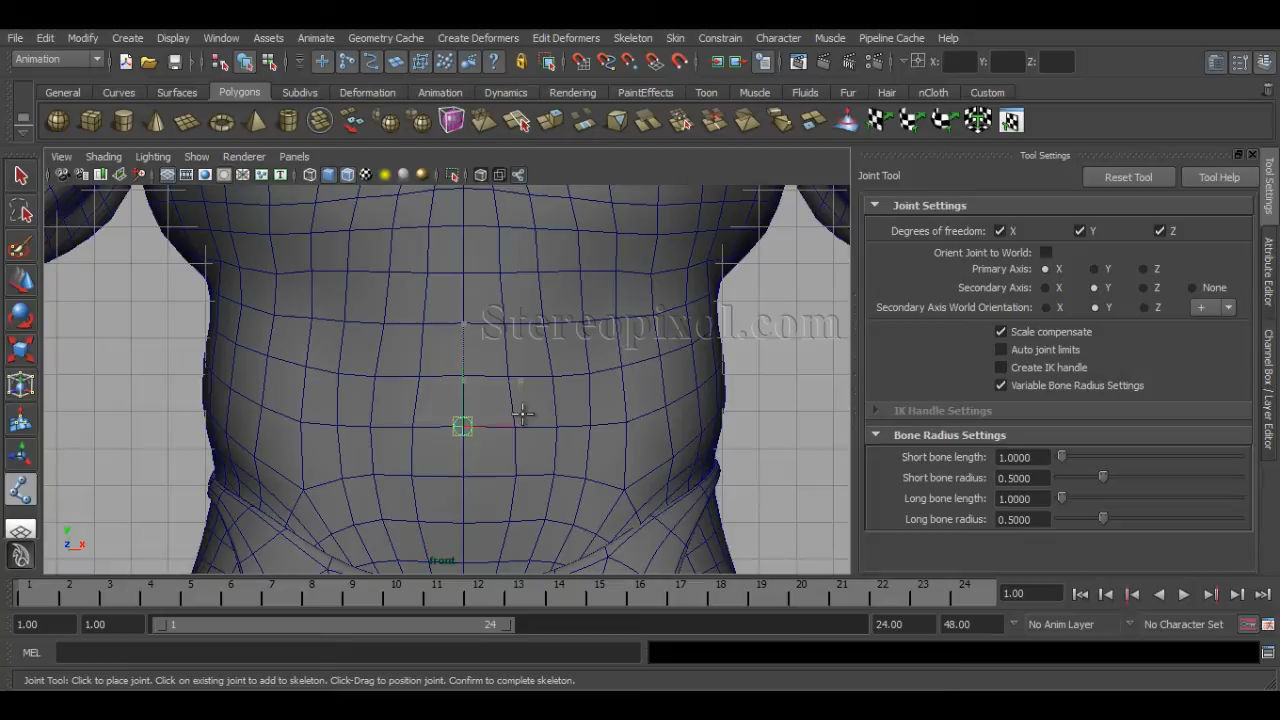 File Edit Modify Create Display Window Assets Animate Geometry Cache Create Deformers Edit Deformers Skeleton Skin Constrain Character Muscle Pipeline Cache Help
Animation X: Y: Z:
General Curves Surfaces Polygons Subdivs Deformation Animation Dynamics Rendering PaintEffects Toon Muscle Fluids Fur Hair nCloth Custom
View Shading Lighting Show Renderer Panels
Tool Settings
Joint Tool
Reset Tool Tool Help
Joint Settings
Degrees of freedom: X Y Z
Orient Joint to World:
Primary Axis: X Y Z
Secondary Axis: X Y Z None
Secondary Axis World Orientation: X Y Z +
Scale compensate
Auto joint limits
Create IK handle
Variable Bone Radius Settings
IK Handle Settings
Bone Radius Settings
Short bone length: 1.0000
Short bone radius: 0.5000
Long bone length: 1.0000
Long bone radius: 0.5000
Tool Settings
Attribute Editor
Channel Box / Layer Editor
Stereopixol.com
y
z x
front
1 2 3 4 5 6 7 8 9 10 11 12 13 14 15 16 17 18 19 20 21 22 23 24 1.00
1.00 1.00 1 24 24.00 48.00 No Anim Layer No Character Set
MEL
Joint Tool: Click to place joint. Click on existing joint to add to skeleton. Click-Drag to position joint. Confirm to complete skeleton.